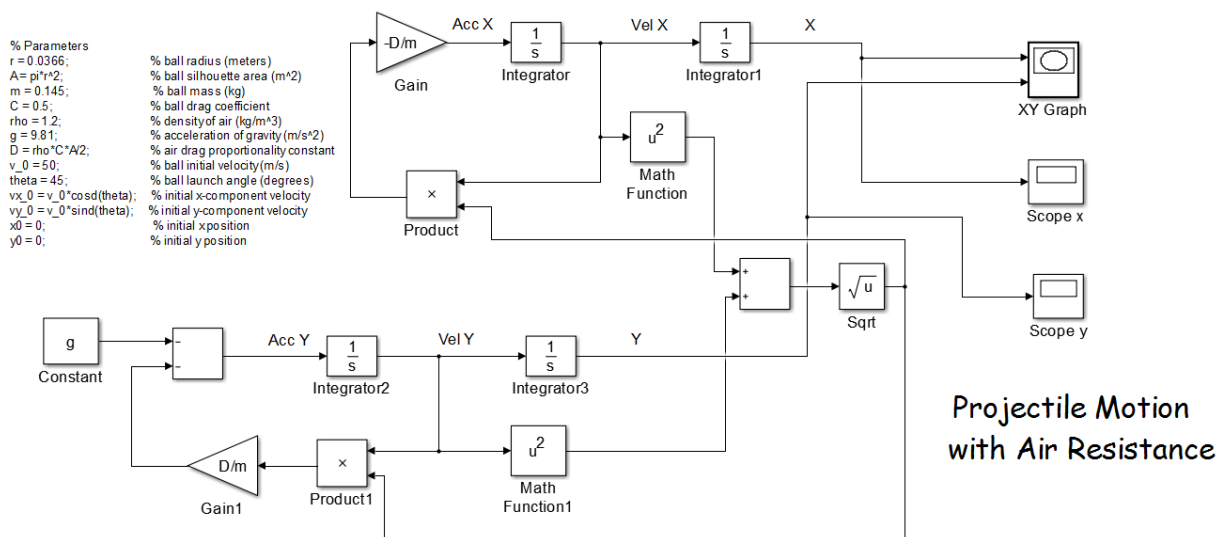 % Parameters
r = 0.0366; % ball radius (meters)
A= pi*r^2; % ball silhouette area (m^2)
m = 0.145; % ball mass (kg)
C = 0.5; % ball drag coefficient
rho = 1.2; % density of air (kg/m^3)
g = 9.81; % acceleration of gravity (m/s^2)
D = rho*C*A/2; % air drag proportionality constant
v_0 = 50; % ball initial velocity (m/s)
theta = 45; % ball launch angle (degrees)
vx_0 = v_0*cosd(theta); % initial x-component velocity
vy_0 = v_0*sind(theta); % initial y-component velocity
x0 = 0; % initial x position
y0 = 0; % initial y position
-D/m
Gain
Acc X
1
s
Integrator
Vel X
1
s
Integrator1
X
XY Graph
u²
Math
Function
×
Product
Scope x
+
+
√u
Sqrt
Scope y
g
Constant
−
−
Acc Y
1
s
Integrator2
Vel Y
1
s
Integrator3
Y
D/m
Gain1
×
Product1
u²
Math
Function1
Projectile Motion
with Air Resistance